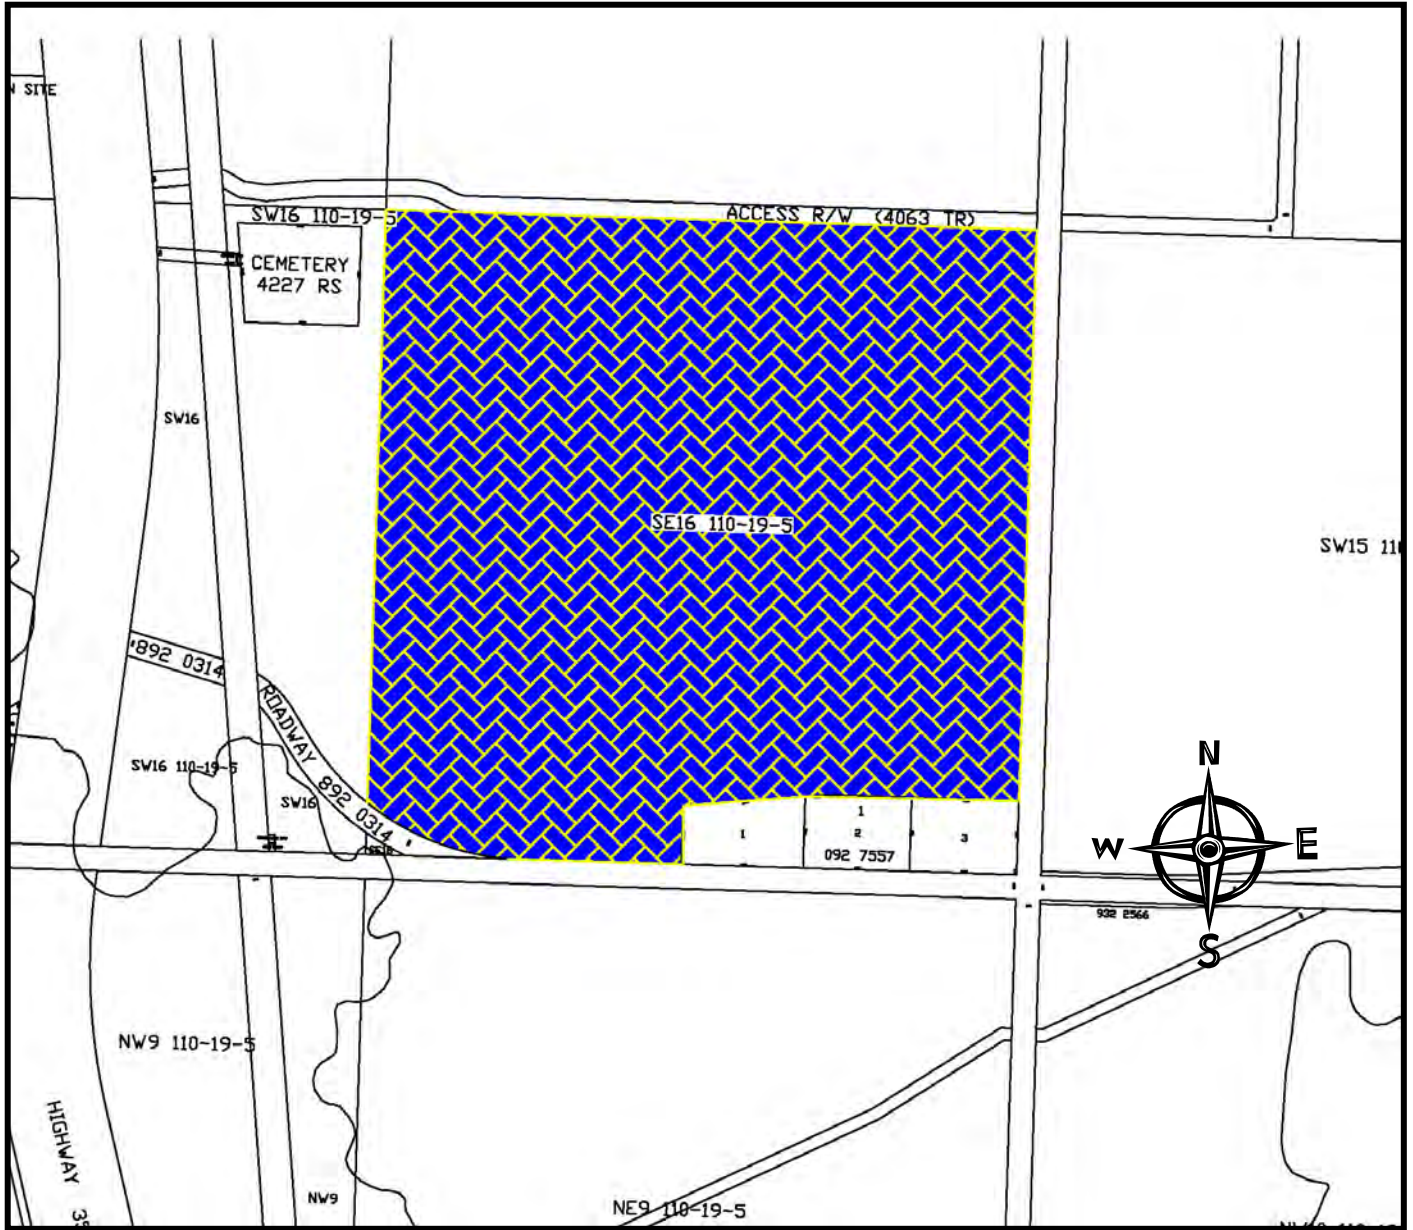 SITE
SW16 110-19-5
ACCESS R/W (4063 TR)
CEMETERY
4227 RS
SW16
SE16 110-19-5
SW15 11
892 0314
ROADWAY 892 0314
SW16 110-19-5
SW16
1
1
2
3
092 7557
N
W
E
S
932 2566
NW9 110-19-5
HIGHWAY 35
NW9
NE9 110-19-5